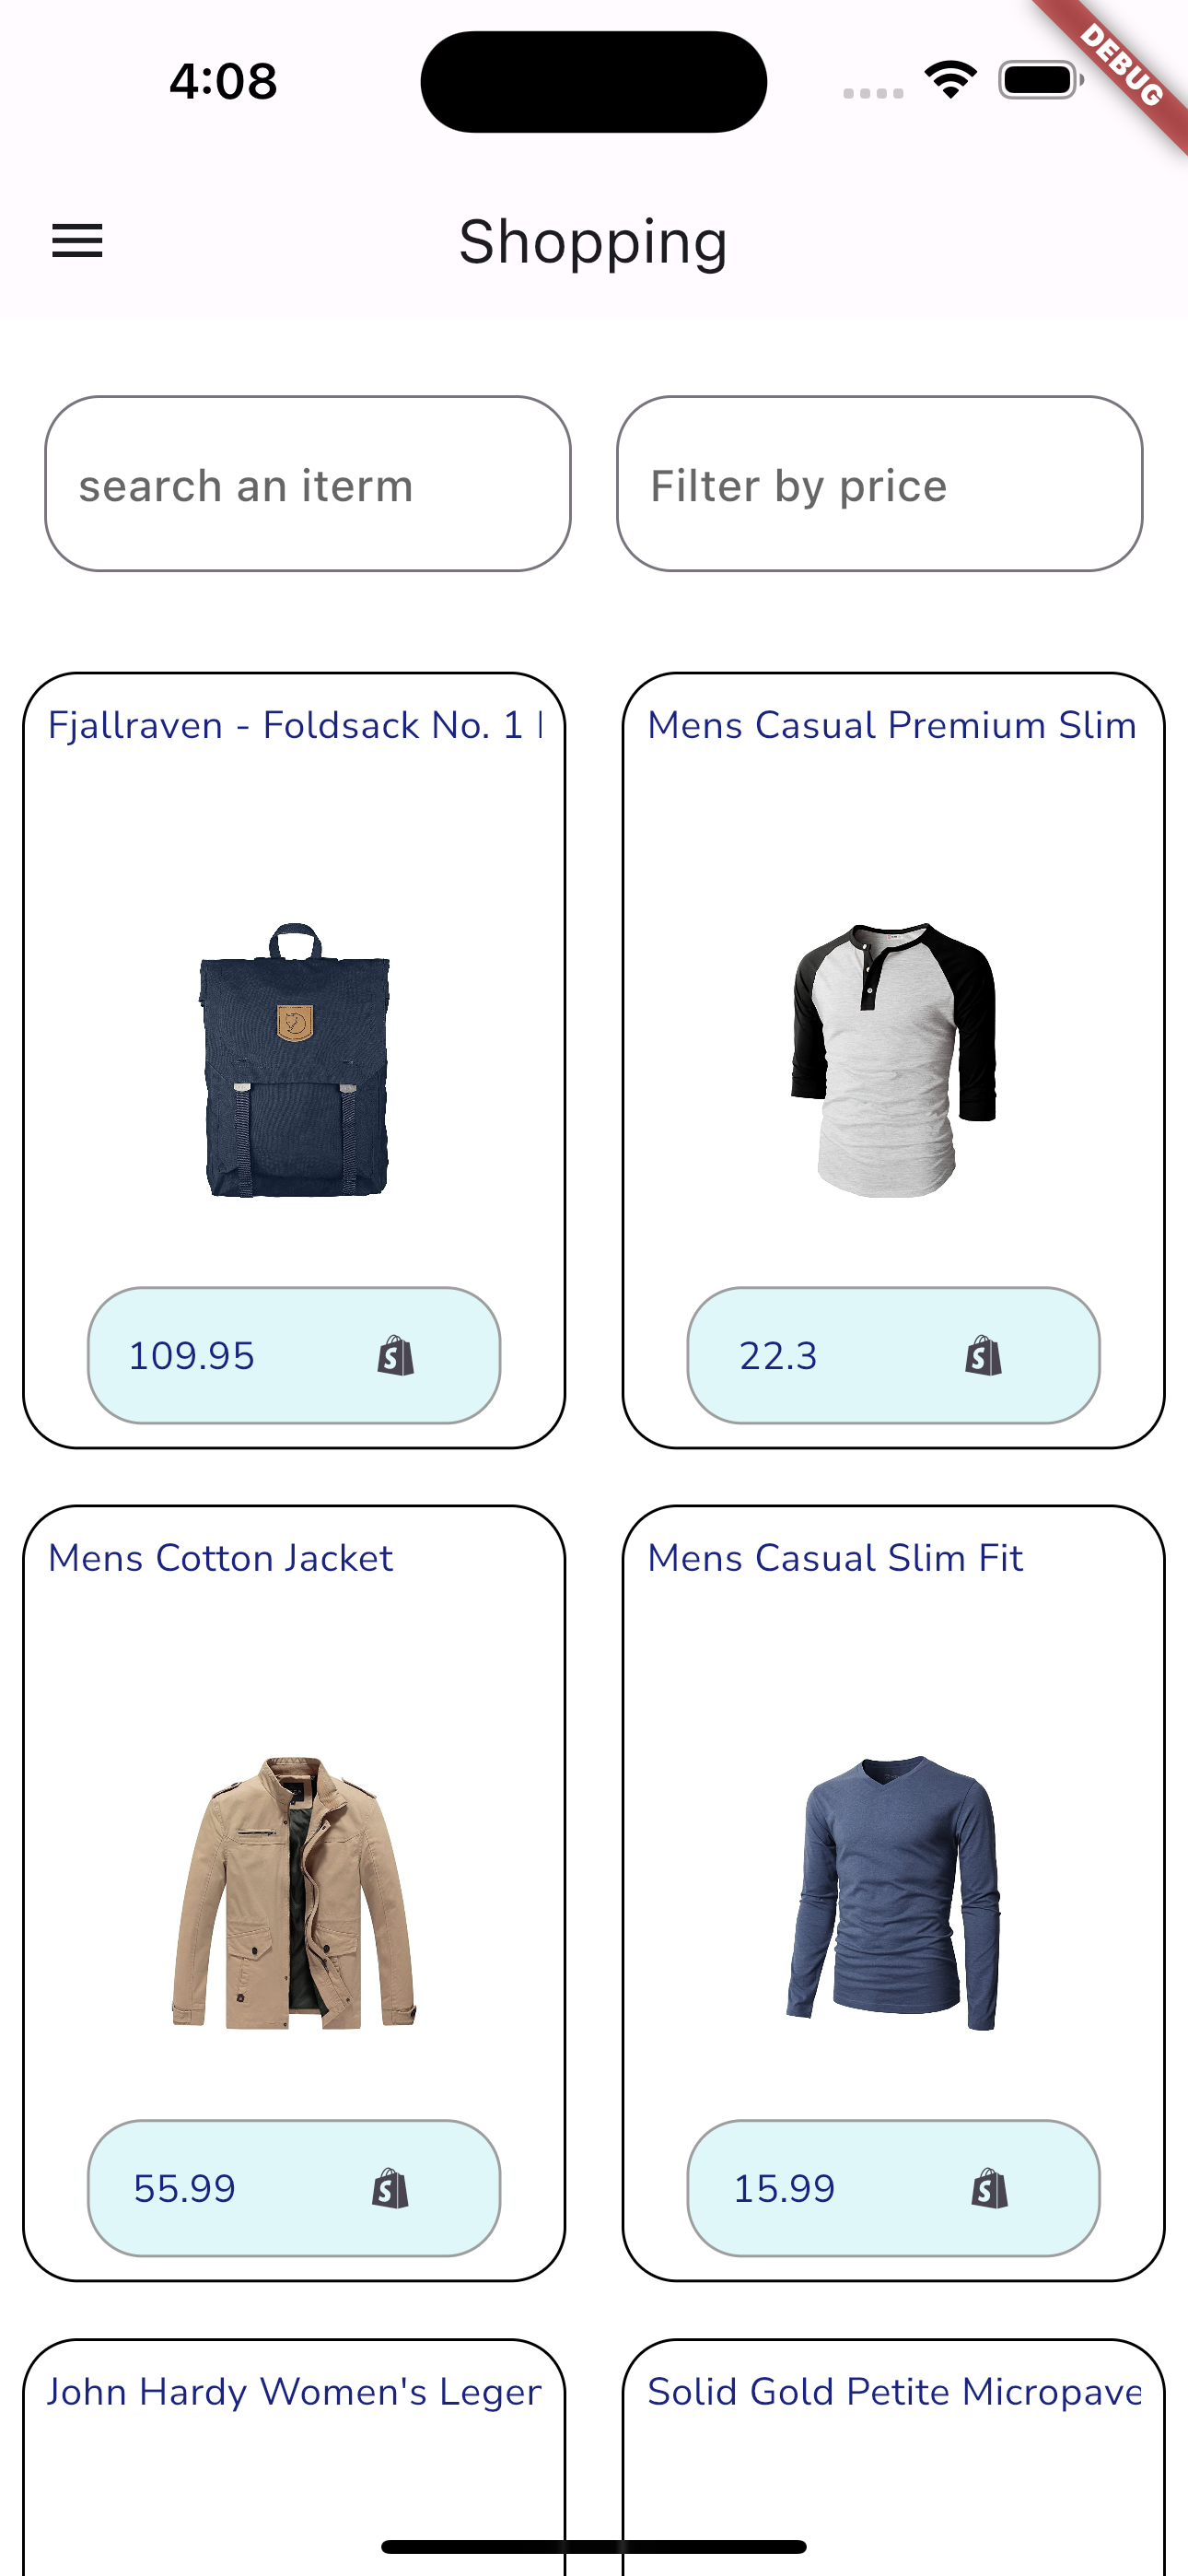 4:08
DEBUG
Shopping
search an iterm
Filter by price
Fjallraven - Foldsack No. 1
Mens Casual Premium Slim
109.95
22.3
Mens Cotton Jacket
Mens Casual Slim Fit
55.99
15.99
John Hardy Women's
Solid Gold Petite Micropave